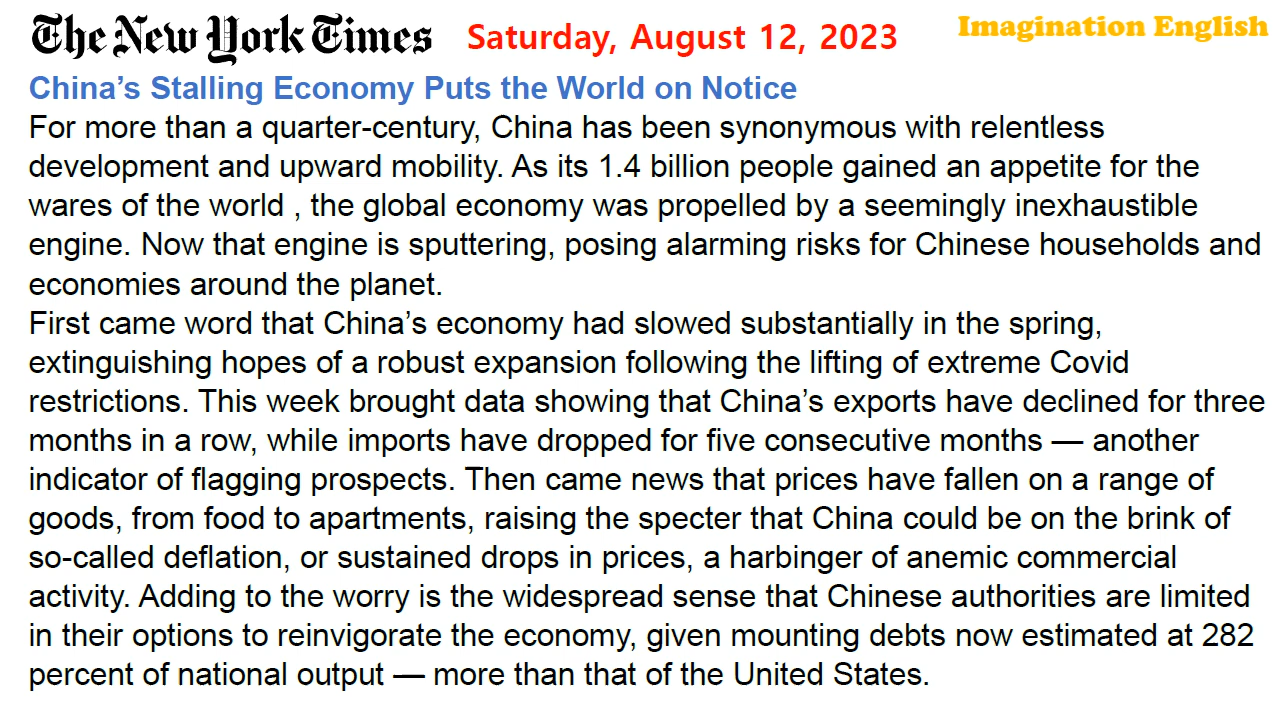 The New York Times Saturday, August 12, 2023 Imagination English
China’s Stalling Economy Puts the World on Notice
For more than a quarter-century, China has been synonymous with relentless
development and upward mobility. As its 1.4 billion people gained an appetite for the
wares of the world , the global economy was propelled by a seemingly inexhaustible
engine. Now that engine is sputtering, posing alarming risks for Chinese households and
economies around the planet.
First came word that China’s economy had slowed substantially in the spring,
extinguishing hopes of a robust expansion following the lifting of extreme Covid
restrictions. This week brought data showing that China’s exports have declined for three
months in a row, while imports have dropped for five consecutive months — another
indicator of flagging prospects. Then came news that prices have fallen on a range of
goods, from food to apartments, raising the specter that China could be on the brink of
so-called deflation, or sustained drops in prices, a harbinger of anemic commercial
activity. Adding to the worry is the widespread sense that Chinese authorities are limited
in their options to reinvigorate the economy, given mounting debts now estimated at 282
percent of national output — more than that of the United States.